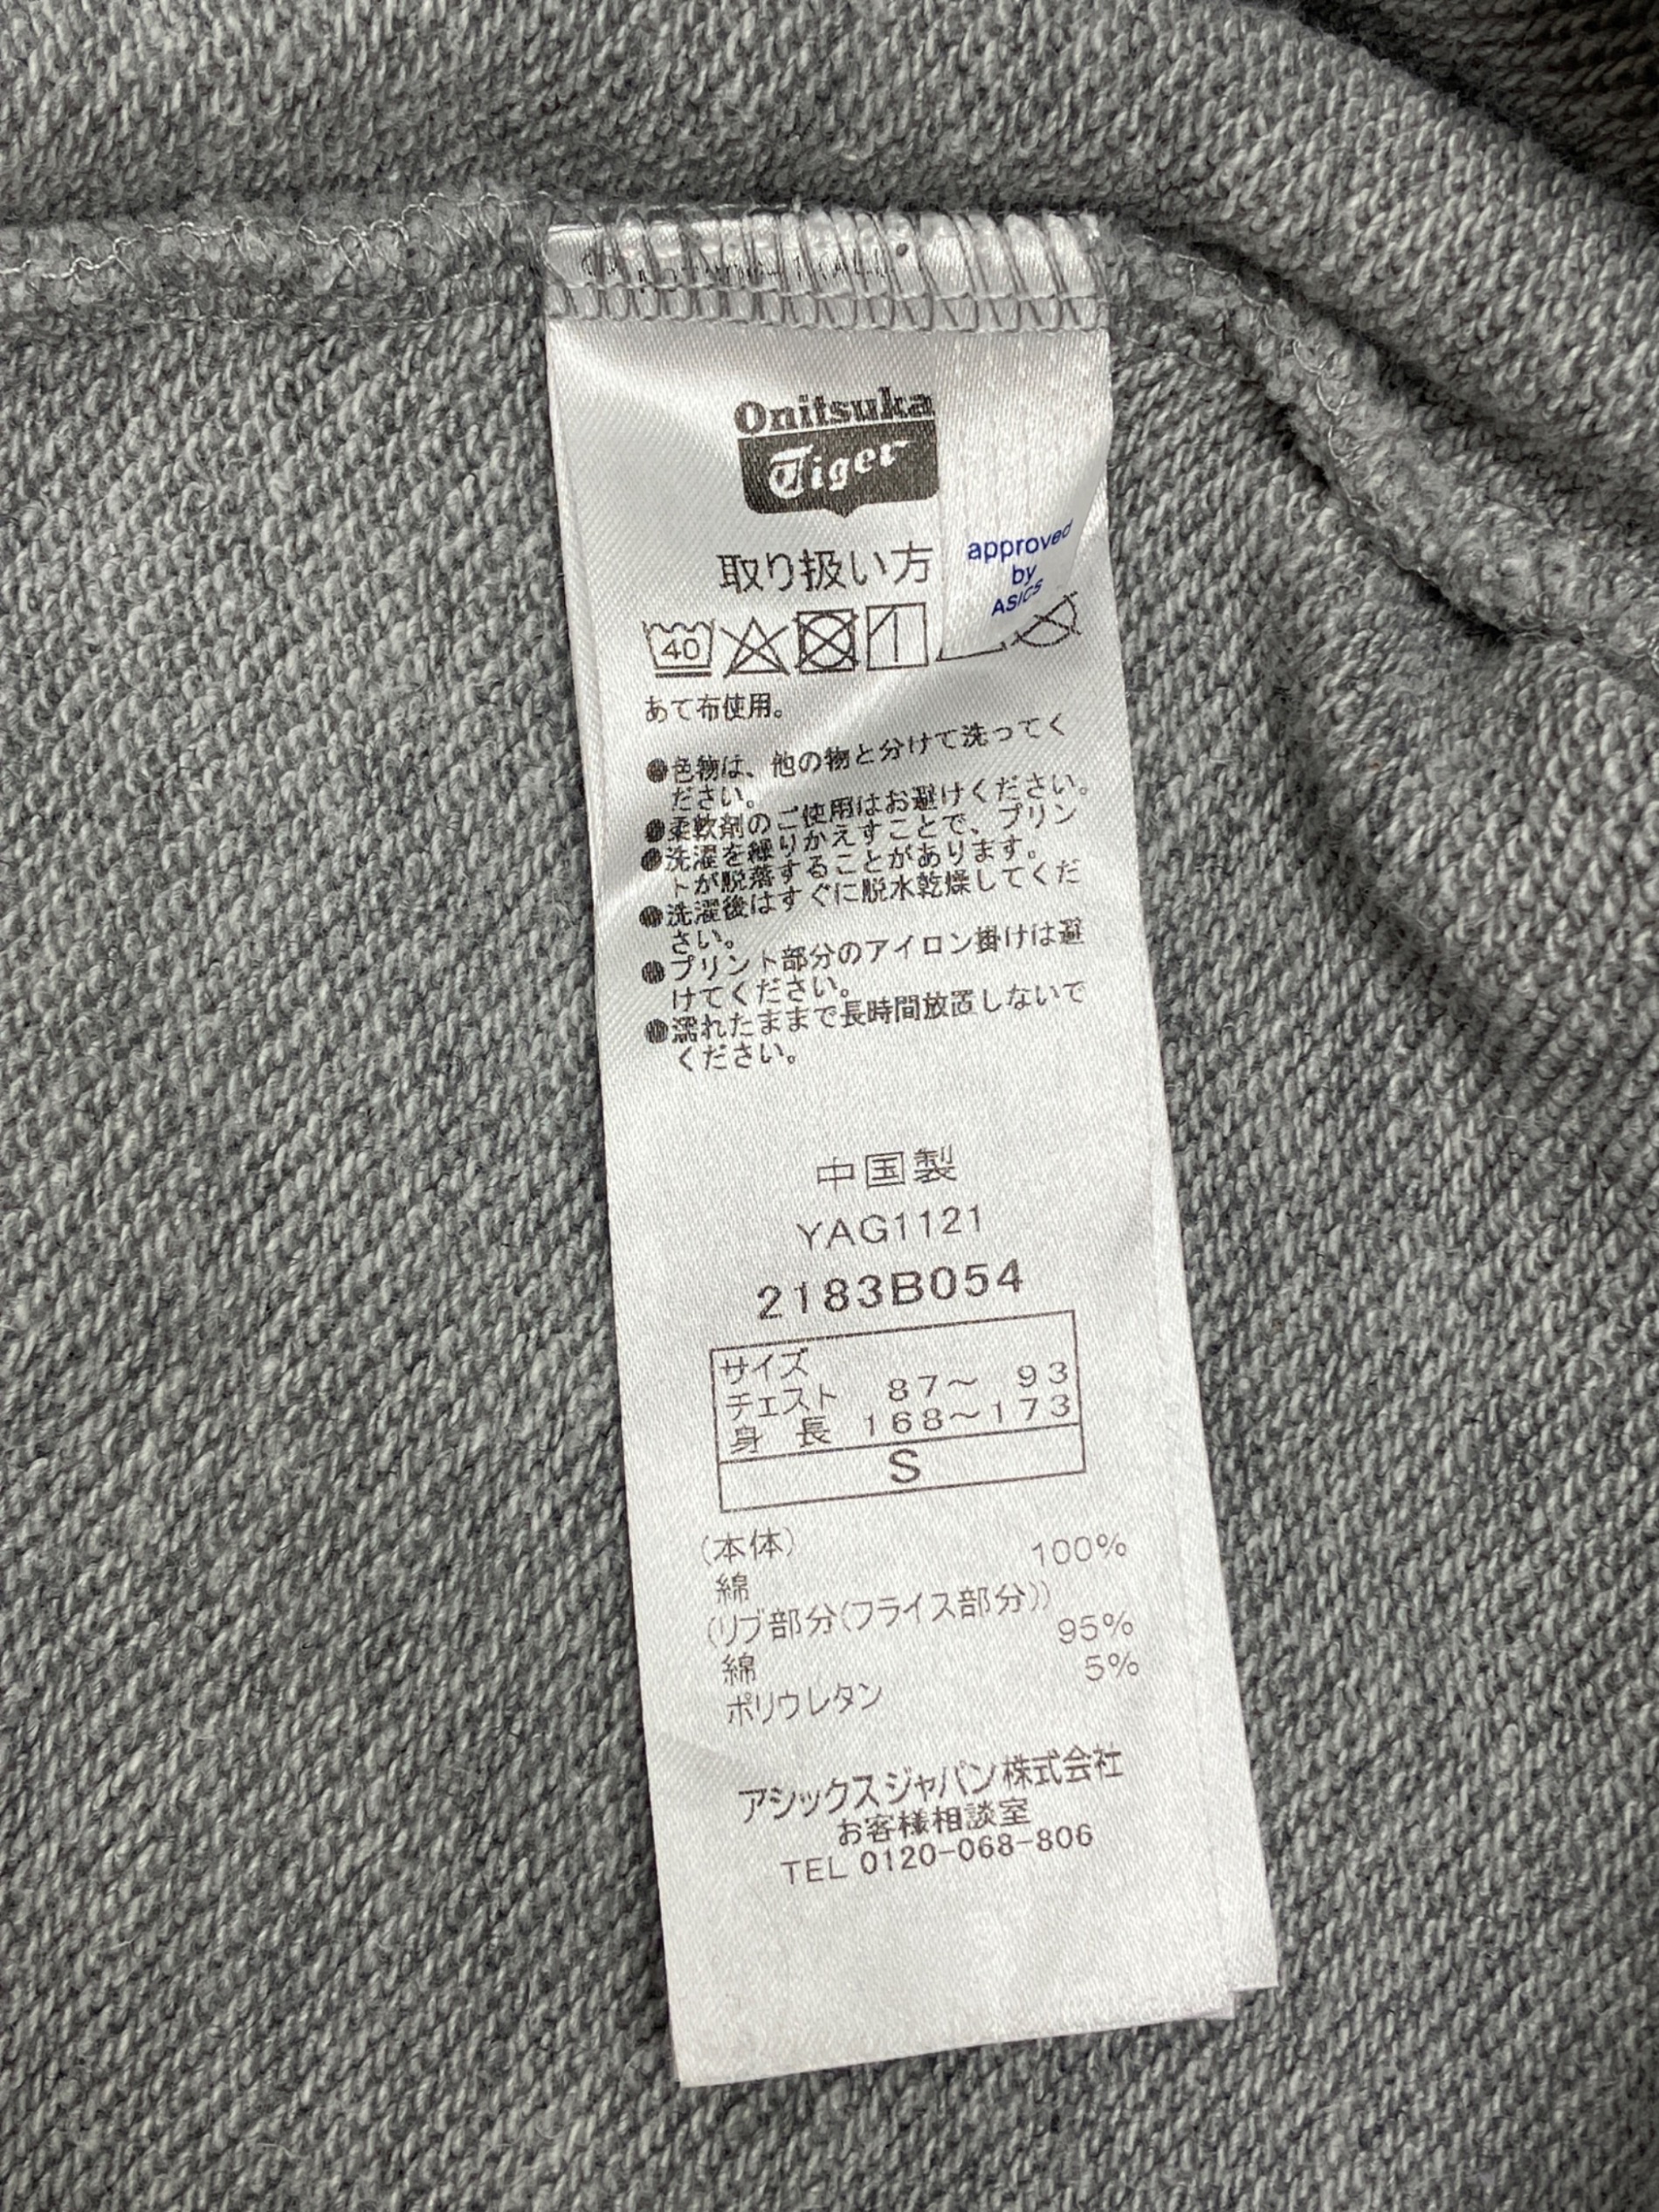 Onitsuka
Tiger
取り扱い方
approved
by
ASICS
40
あて布使用。
●色物は、他の物と分けて洗ってく
ださい。
●柔軟剤のご使用はお避けください。
●洗濯を繰りかえすことで、プリン
トが脱落することがあります。
●洗濯後はすぐに脱水乾燥してくだ
さい。
●プリント部分のアイロン掛けは避
けてください。
●濡れたままで長時間放置しないで
ください。
中国製
YAG1121
2183B054
サイズ
チェスト 87～ 93
身 長 168～173
S
(本体)
綿 100%
(リブ部分(フライス部分))
綿 95%
ポリウレタン 5%
アシックスジャパン株式会社
お客様相談室
TEL 0120-068-806